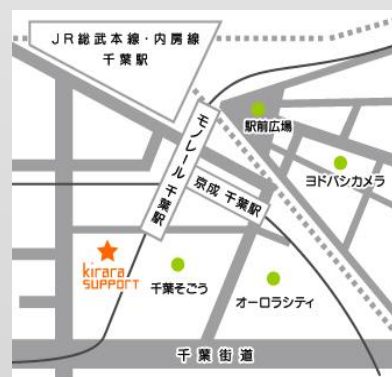 JR総武本線・内房線
千葉駅
モノレール 千葉駅
駅前広場
ヨドバシカメラ
京成 千葉駅
kirara
SUPPORT
千葉そごう
オーロラシティ
千葉街道